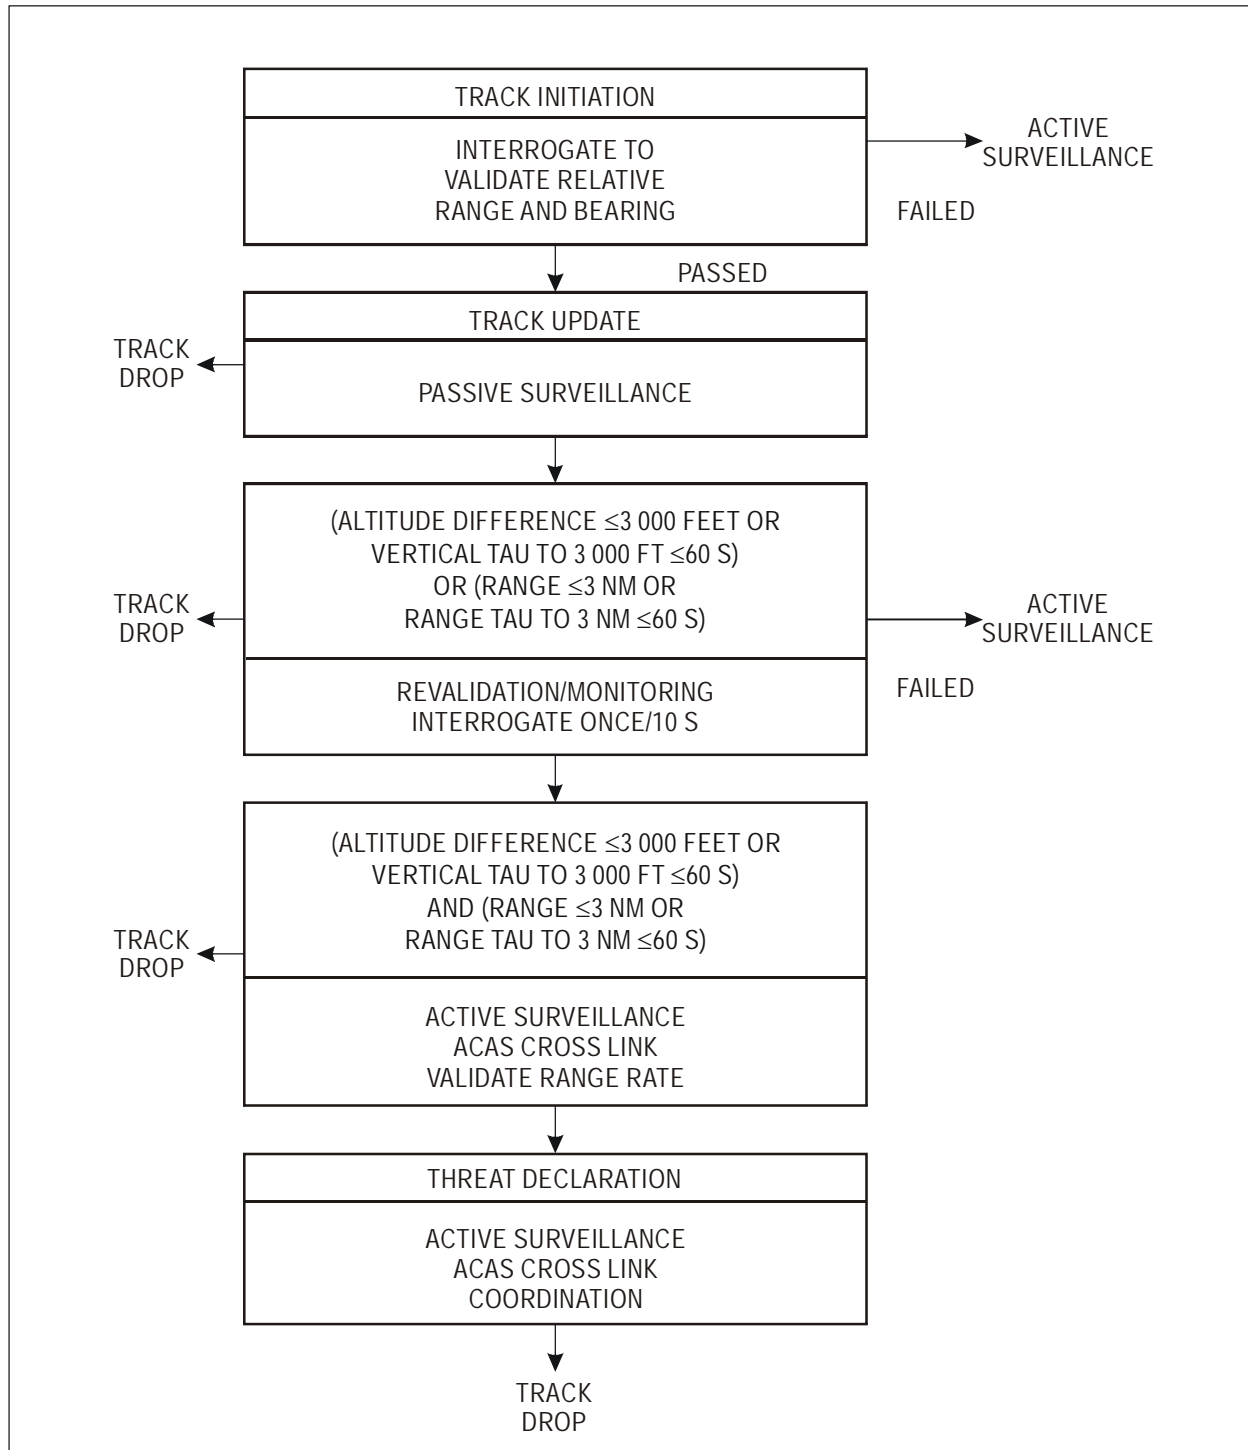 TRACK INITIATION
INTERROGATE TO
VALIDATE RELATIVE
RANGE AND BEARING
ACTIVE
SURVEILLANCE
FAILED
PASSED
TRACK UPDATE
PASSIVE SURVEILLANCE
TRACK
DROP
(ALTITUDE DIFFERENCE ≤3 000 FEET OR
VERTICAL TAU TO 3 000 FT ≤60 S)
OR (RANGE ≤3 NM OR
RANGE TAU TO 3 NM ≤60 S)
TRACK
DROP
ACTIVE
SURVEILLANCE
REVALIDATION/MONITORING
INTERROGATE ONCE/10 S
FAILED
(ALTITUDE DIFFERENCE ≤3 000 FEET OR
VERTICAL TAU TO 3 000 FT ≤60 S)
AND (RANGE ≤3 NM OR
RANGE TAU TO 3 NM ≤60 S)
TRACK
DROP
ACTIVE SURVEILLANCE
ACAS CROSS LINK
VALIDATE RANGE RATE
THREAT DECLARATION
ACTIVE SURVEILLANCE
ACAS CROSS LINK
COORDINATION
TRACK
DROP